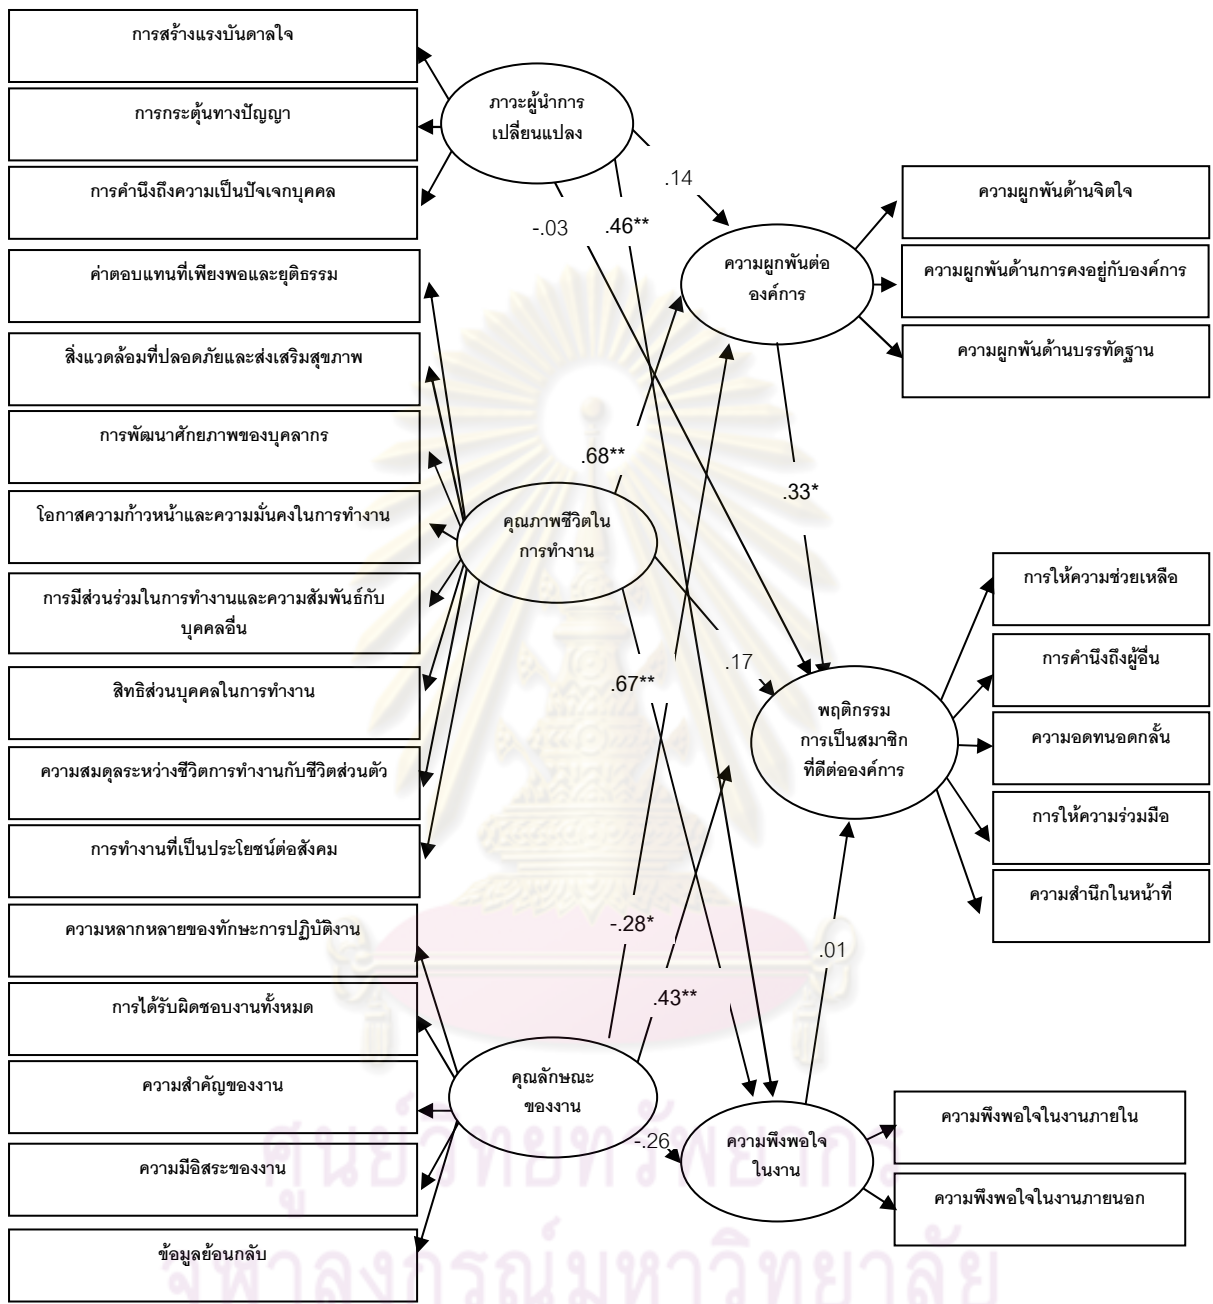 การสร้างแรงบันดาลใจ
การกระตุ้นทางปัญญา
การคำนึงถึงความเป็นปัจเจกบุคคล
ค่าตอบแทนที่เพียงพอและยุติธรรม
สิ่งแวดล้อมที่ปลอดภัยและส่งเสริมสุขภาพ
การพัฒนาศักยภาพของบุคลากร
โอกาสความก้าวหน้าและความมั่นคงในการทำงาน
การมีส่วนร่วมในการทำงานและความสัมพันธ์กับ
บุคคลอื่น
สิทธิส่วนบุคคลในการทำงาน
ความสมดุลระหว่างชีวิตการทำงานกับชีวิตส่วนตัว
การทำงานที่เป็นประโยชน์ต่อสังคม
ความหลากหลายของทักษะการปฏิบัติงาน
การได้รับผิดชอบงานทั้งหมด
ความสำคัญของงาน
ความมีอิสระของงาน
ข้อมูลย้อนกลับ
ภาวะผู้นำการ
เปลี่ยนแปลง
คุณภาพชีวิตใน
การทำงาน
คุณลักษณะ
ของงาน
.14
-.03
.46**
.68**
.33*
.17
.67**
-.28*
.43**
.01
-.26
ความผูกพันต่อ
องค์การ
พฤติกรรม
การเป็นสมาชิก
ที่ดีต่อองค์การ
ความพึงพอใจ
ในงาน
ความผูกพันด้านจิตใจ
ความผูกพันด้านการคงอยู่กับองค์การ
ความผูกพันด้านบรรทัดฐาน
การให้ความช่วยเหลือ
การคำนึงถึงผู้อื่น
ความอดทนอดกลั้น
การให้ความร่วมมือ
ความสำนึกในหน้าที่
ความพึงพอใจในงานภายใน
ความพึงพอใจในงานภายนอก
ศูนย์วิทยทรัพยากร
จุฬาลงกรณ์มหาวิทยาลัย